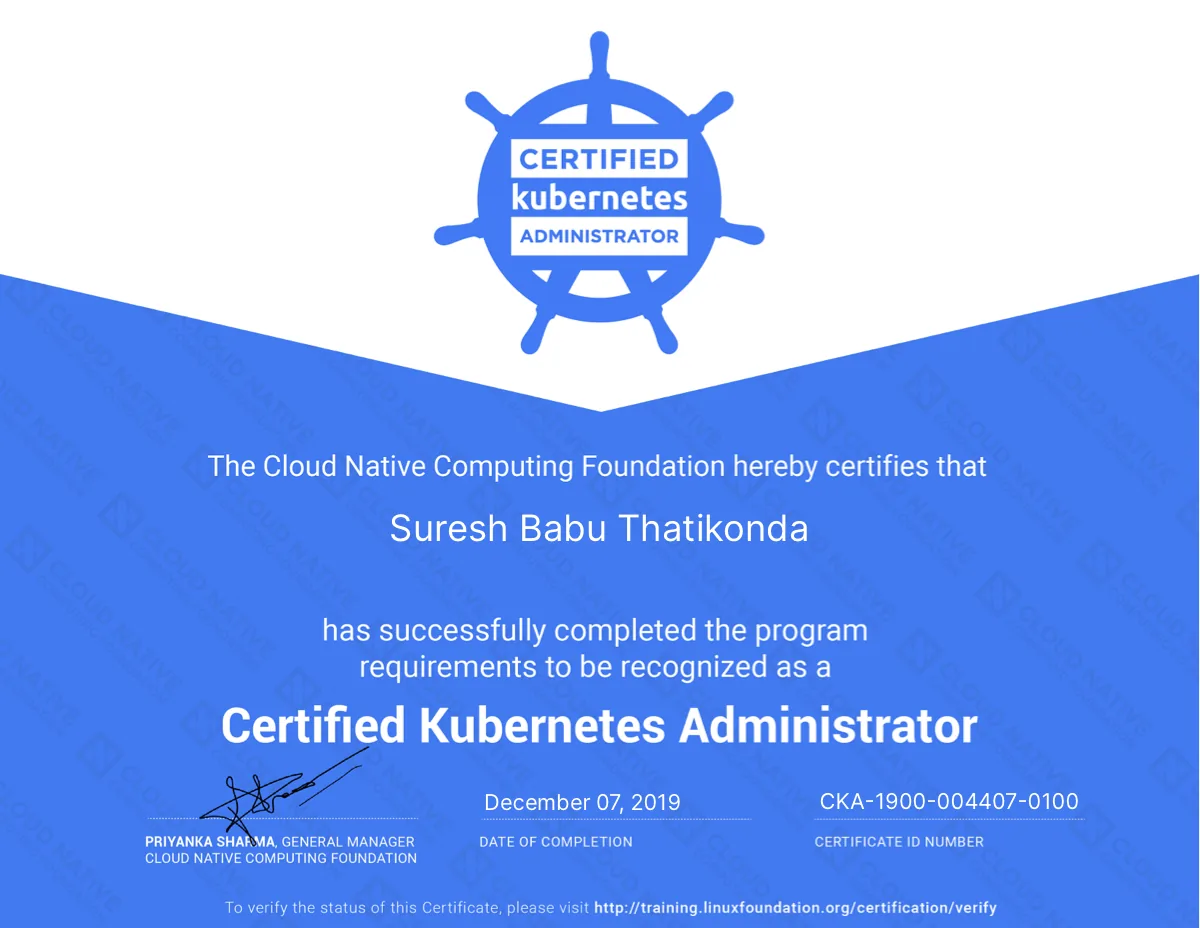 CERTIFIED
kubernetes
ADMINISTRATOR
The Cloud Native Computing Foundation hereby certifies that
Suresh Babu Thatikonda
has successfully completed the program
requirements to be recognized as a
Certified Kubernetes Administrator
December 07, 2019
CKA-1900-004407-0100
PRIYANKA SHARMA, GENERAL MANAGER
CLOUD NATIVE COMPUTING FOUNDATION
DATE OF COMPLETION
CERTIFICATE ID NUMBER
To verify the status of this Certificate, please visit http://training.linuxfoundation.org/certification/verify